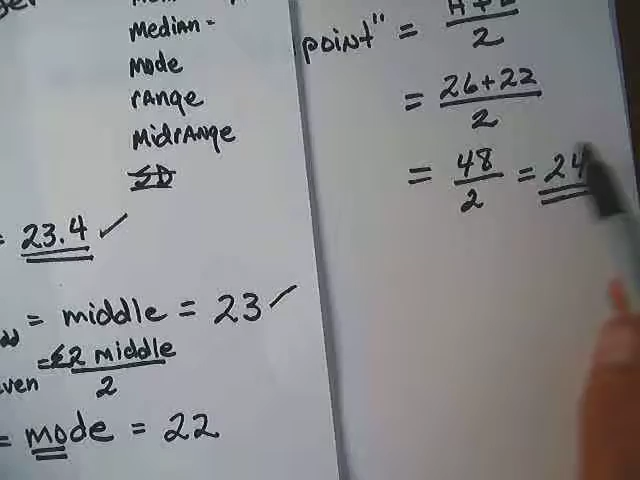 Median =
mode
range
MidrANge
SD
= 23.4 ✓
= middle = 23 ✓
= Σ2 middle
even
2
= mode = 22
point" = H + L
2
= 26+22
2
= 48 = 24
2